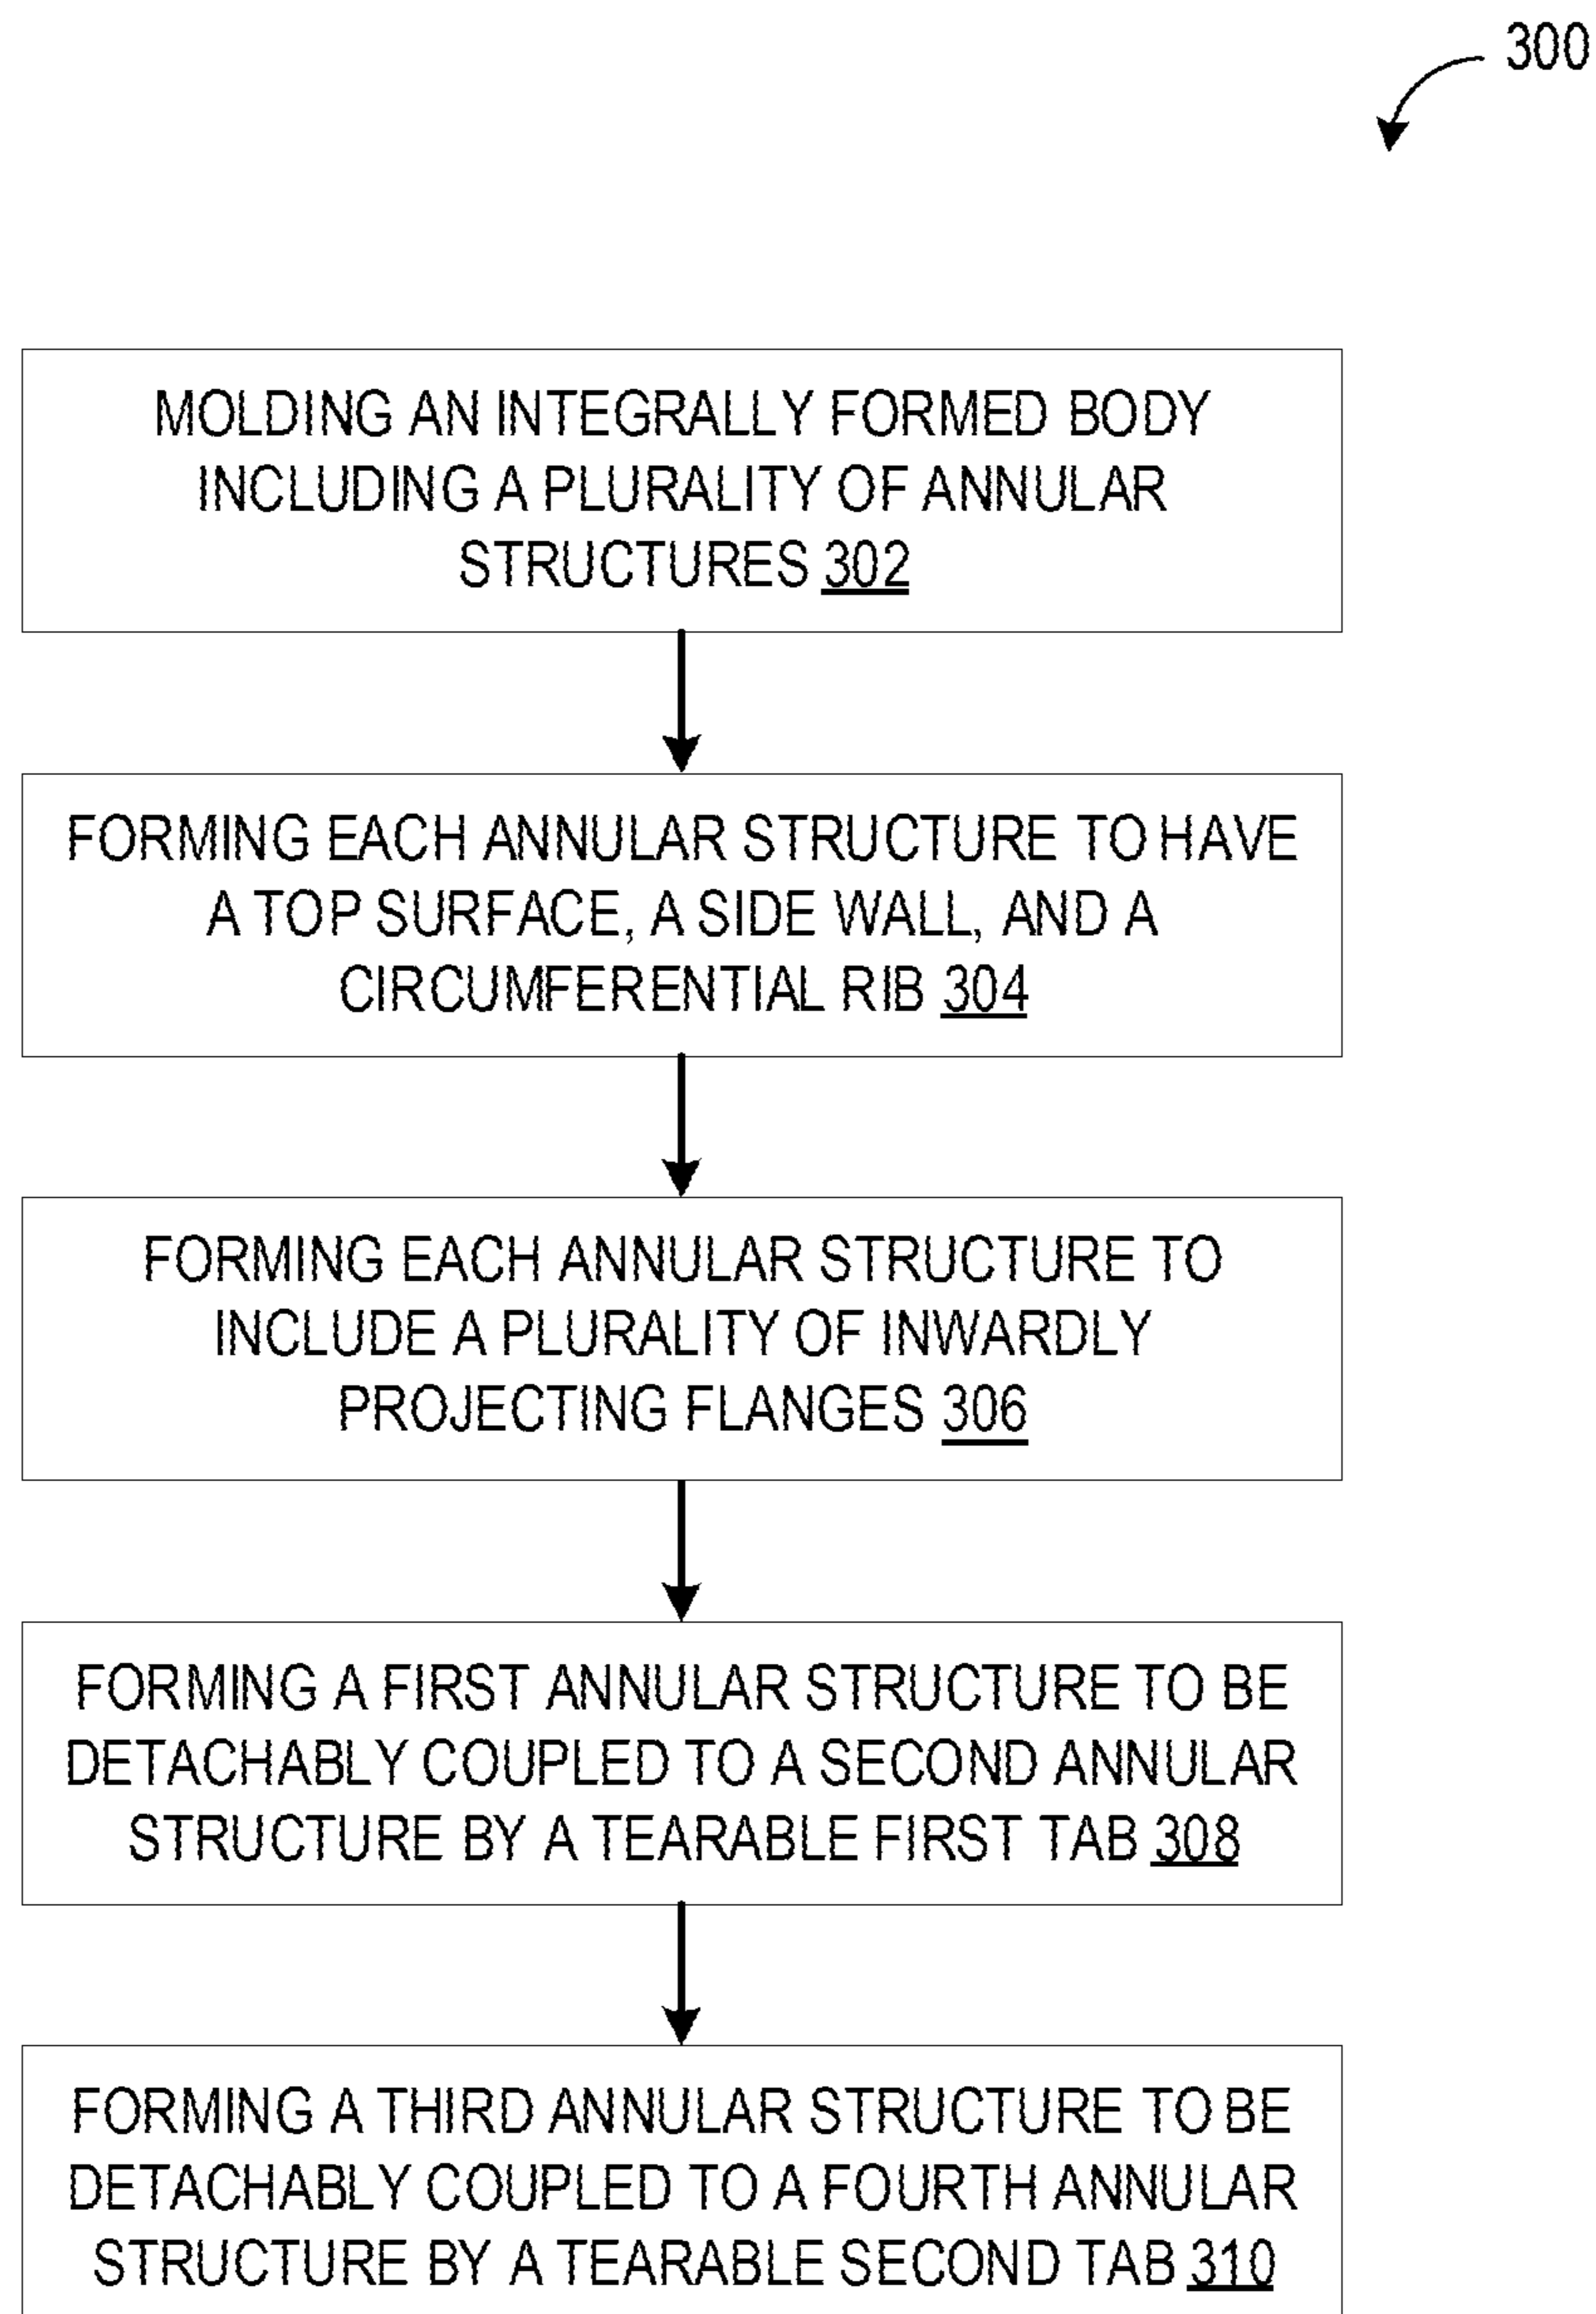 300
MOLDING AN INTEGRALLY FORMED BODY
INCLUDING A PLURALITY OF ANNULAR
STRUCTURES 302
FORMING EACH ANNULAR STRUCTURE TO HAVE
A TOP SURFACE, A SIDE WALL, AND A
CIRCUMFERENTIAL RIB 304
FORMING EACH ANNULAR STRUCTURE TO
INCLUDE A PLURALITY OF INWARDLY
PROJECTING FLANGES 306
FORMING A FIRST ANNULAR STRUCTURE TO BE
DETACHABLY COUPLED TO A SECOND ANNULAR
STRUCTURE BY A TEARABLE FIRST TAB 308
FORMING A THIRD ANNULAR STRUCTURE TO BE
DETACHABLY COUPLED TO A FOURTH ANNULAR
STRUCTURE BY A TEARABLE SECOND TAB 310